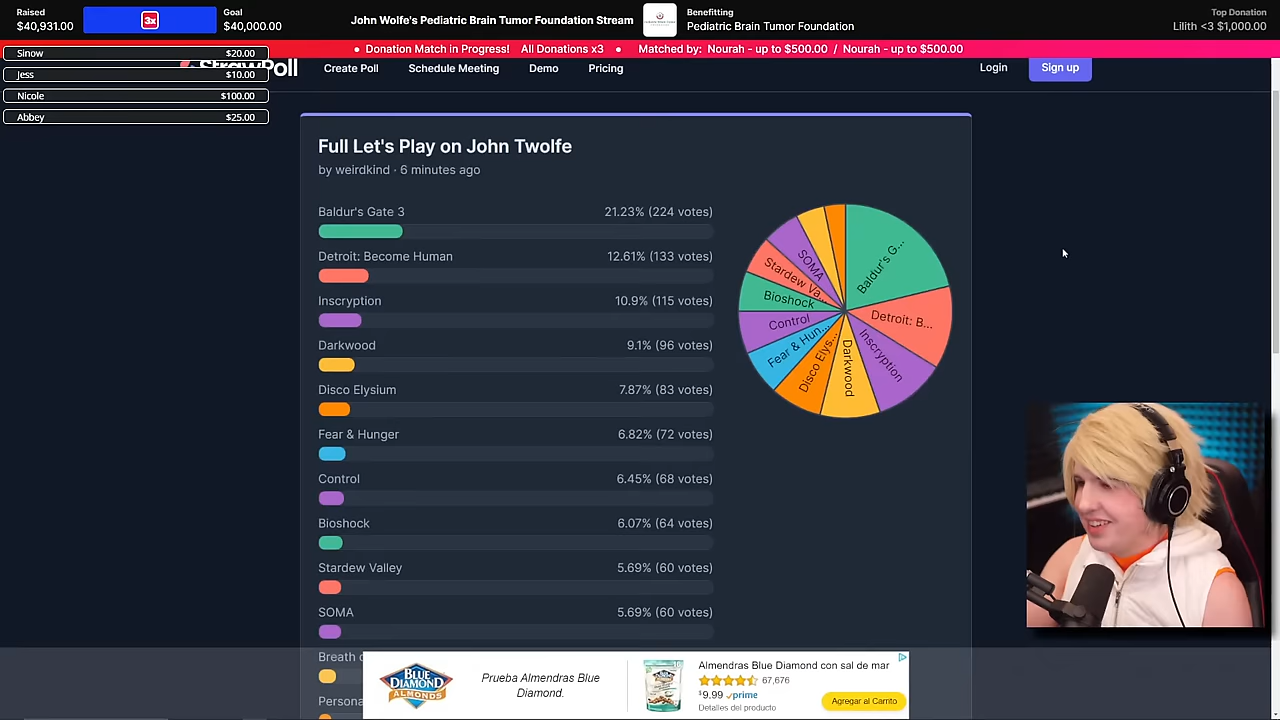 Raised
$40,931.00
3x
Goal
$40,000.00
John Wolfe's Pediatric Brain Tumor Foundation Stream
Benefitting
Pediatric Brain Tumor Foundation
Top Donation
Lilith <3 $1,000.00
• Donation Match in Progress! All Donations x3 • Matched by: Nourah - up to $500.00 / Nourah - up to $500.00
Sinow $20.00
Jess $10.00
Nicole $100.00
Abbey $25.00
StrawPoll
Create Poll Schedule Meeting Demo Pricing
Login Sign up
Full Let's Play on John Twolfe
by weirdkind · 6 minutes ago
Baldur's Gate 3 21.23% (224 votes)
Detroit: Become Human 12.61% (133 votes)
Inscryption 10.9% (115 votes)
Darkwood 9.1% (96 votes)
Disco Elysium 7.87% (83 votes)
Fear & Hunger 6.82% (72 votes)
Control 6.45% (68 votes)
Bioshock 6.07% (64 votes)
Stardew Valley 5.69% (60 votes)
SOMA 5.69% (60 votes)
Breath
Persona
Baldur's G...
Detroit: B...
Inscryption
Darkwood
Disco Elys...
Fear & Hun...
Control
Bioshock
Stardew Va...
SOMA
BLUE DIAMOND ALMONDS
Prueba Almendras Blue
Diamond.
Almendras Blue Diamond con sal de mar
67,676
$9.99 prime
Detalles del producto
Agregar al Carrito